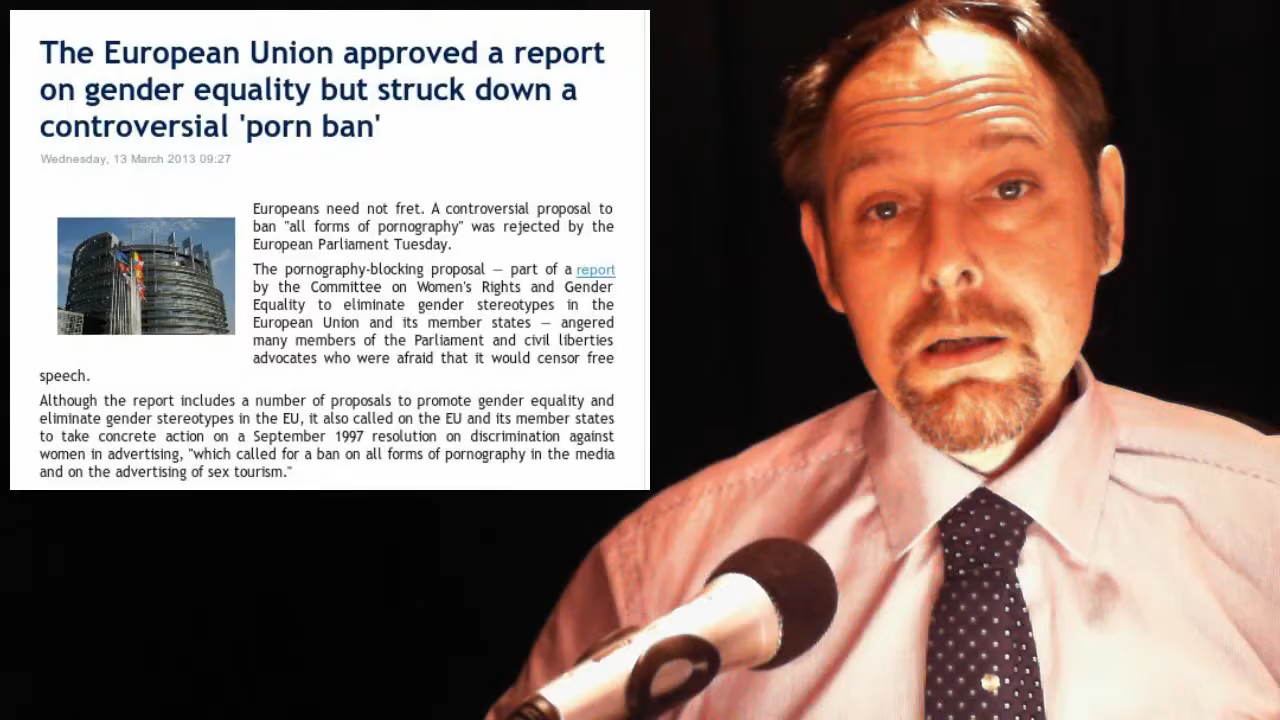 The European Union approved a report
on gender equality but struck down a
controversial 'porn ban'
Wednesday, 13 March 2013 09:27
Europeans need not fret. A controversial proposal to
ban "all forms of pornography" was rejected by the
European Parliament Tuesday.
The pornography-blocking proposal — part of a report
by the Committee on Women's Rights and Gender
Equality to eliminate gender stereotypes in the
European Union and its member states — angered
many members of the Parliament and civil liberties
advocates who were afraid that it would censor free
speech.
Although the report includes a number of proposals to promote gender equality and
eliminate gender stereotypes in the EU, it also called on the EU and its member states
to take concrete action on a September 1997 resolution on discrimination against
women in advertising, "which called for a ban on all forms of pornography in the media
and on the advertising of sex tourism."